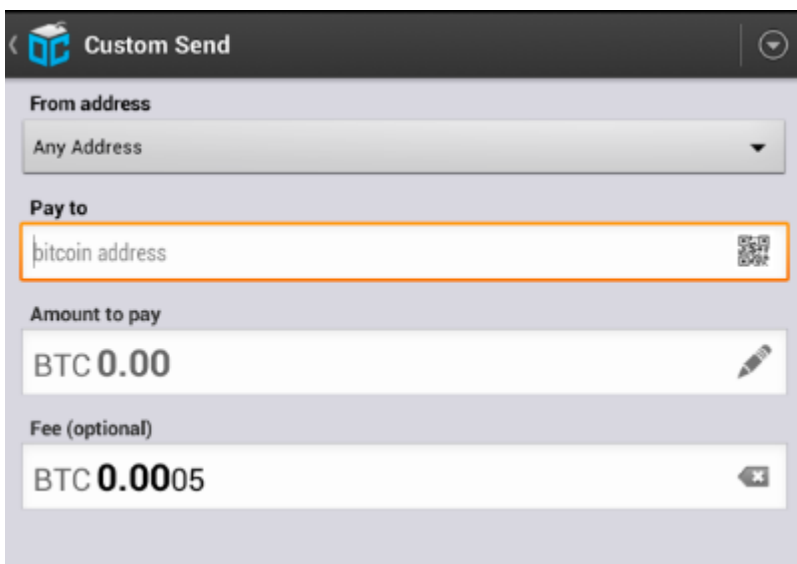 Custom Send
From address
Any Address
Pay to
bitcoin address
Amount to pay
BTC 0.00
Fee (optional)
BTC 0.0005